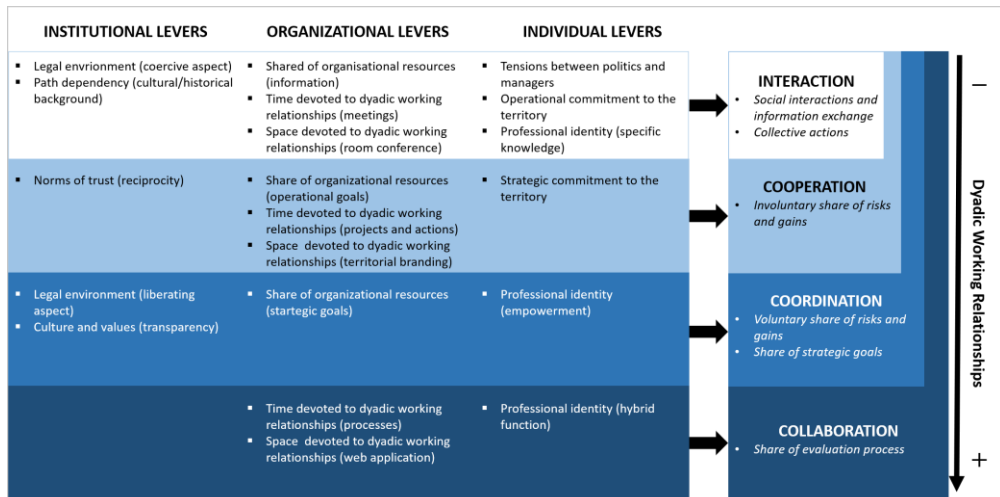 INSTITUTIONAL LEVERS
ORGANIZATIONAL LEVERS
INDIVIDUAL LEVERS
▪ Legal envrionment (coercive aspect)
▪ Path dependency (cultural/historical
background)
▪ Shared of organisational resources
(information)
▪ Time devoted to dyadic working
relationships (meetings)
▪ Space devoted to dyadic working
relationships (room conference)
▪ Tensions between politics and
managers
▪ Operational commitment to the
territory
▪ Professional identity (specific
knowledge)
INTERACTION
• Social interactions and
information exchange
• Collective actions
▪ Norms of trust (reciprocity)
▪ Share of organizational resources
(operational goals)
▪ Time devoted to dyadic working
relationships (projects and actions)
▪ Space devoted to dyadic working
relationships (territorial branding)
▪ Strategic commitment to the
territory
COOPERATION
• Involuntary share of risks
and gains
▪ Legal environment (liberating
aspect)
▪ Culture and values (transparency)
▪ Share of organizational resources
(startegic goals)
▪ Professional identity
(empowerment)
COORDINATION
• Voluntary share of risks and
gains
• Share of strategic goals
▪ Time devoted to dyadic working
relationships (processes)
▪ Space devoted to dyadic working
relationships (web application)
▪ Professional identity (hybrid
function)
COLLABORATION
• Share of evaluation process
−
Dyadic Working Relationships
+